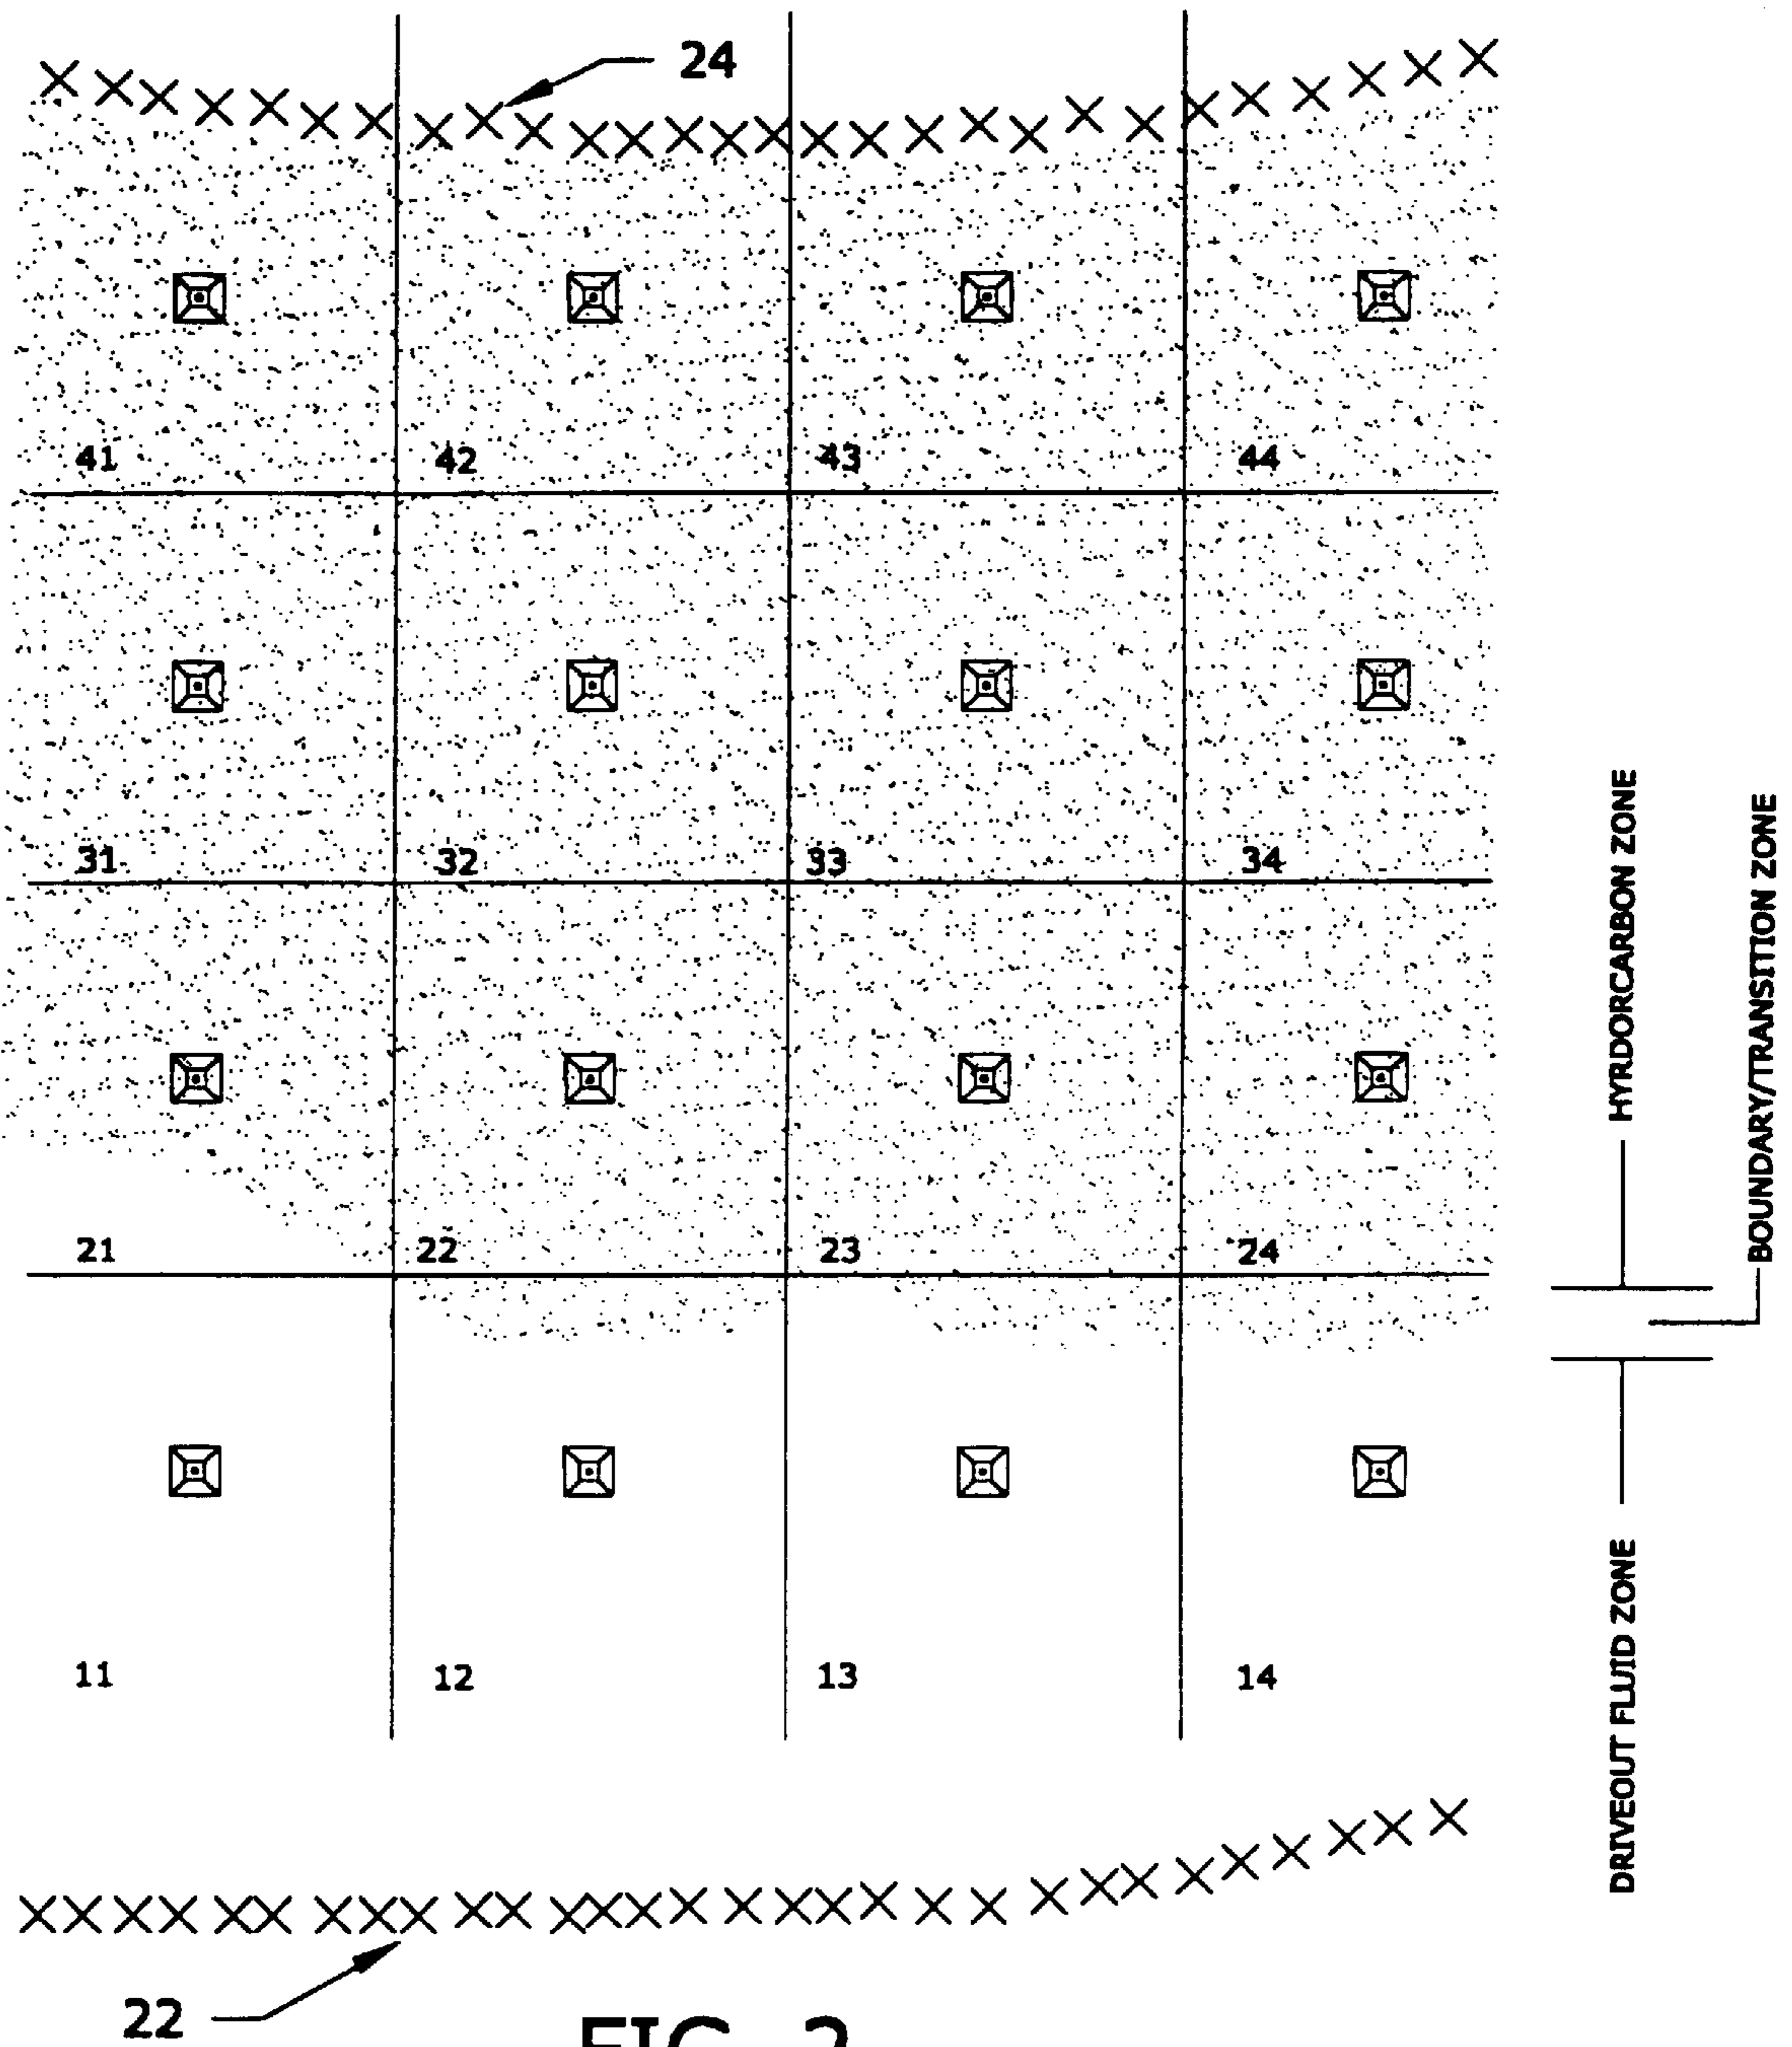 24
41 42 43 44
31 32 33 34
21 22 23 24
11 12 13 14
HYRDORCARBON ZONE
BOUNDARY/TRANSITION ZONE
DRIVEOUT FLUID ZONE
22